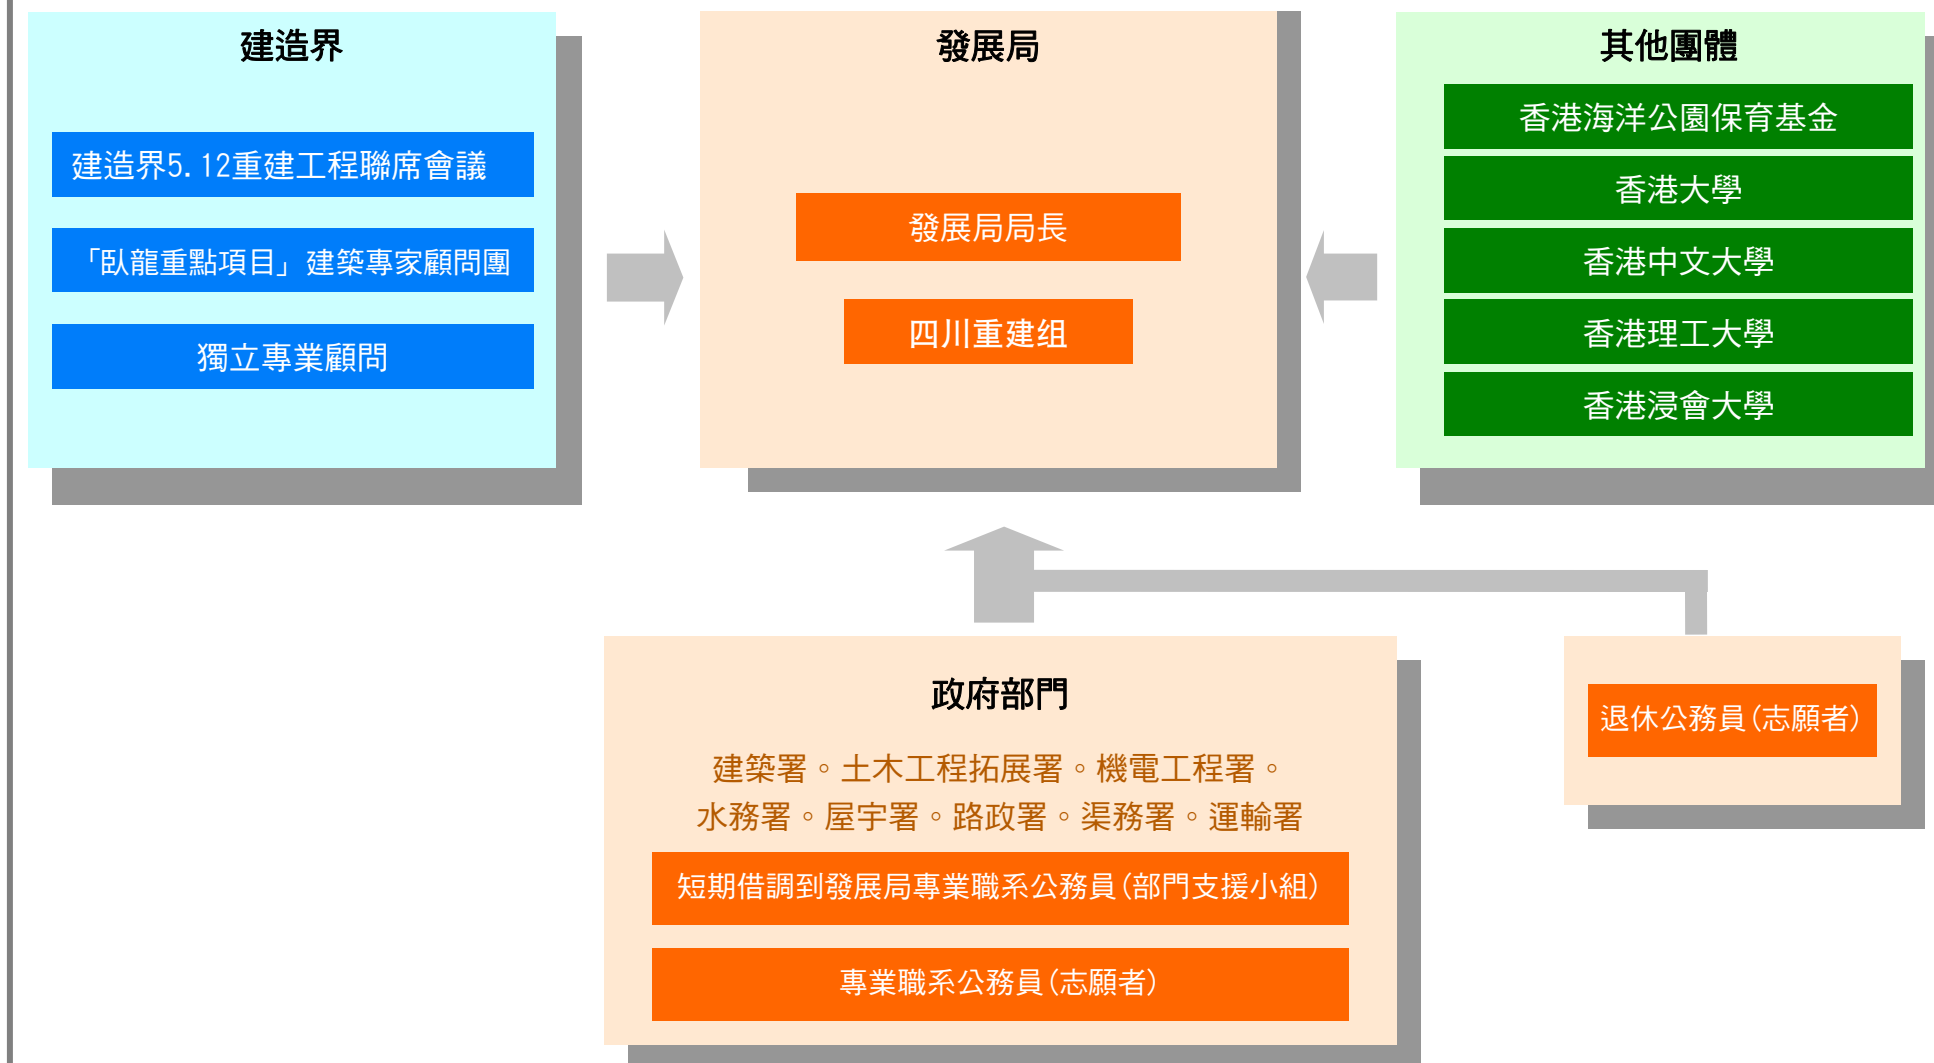 建造界
建造界5.12重建工程聯席會議
「臥龍重點項目」建築專家顧問團
獨立專業顧問
發展局
發展局局長
四川重建组
其他團體
香港海洋公園保育基金
香港大學
香港中文大學
香港理工大學
香港浸會大學
政府部門
建築署。土木工程拓展署。機電工程署。
水務署。屋宇署。路政署。渠務署。運輸署
短期借調到發展局專業職系公務員(部門支援小組)
專業職系公務員(志願者)
退休公務員(志願者)